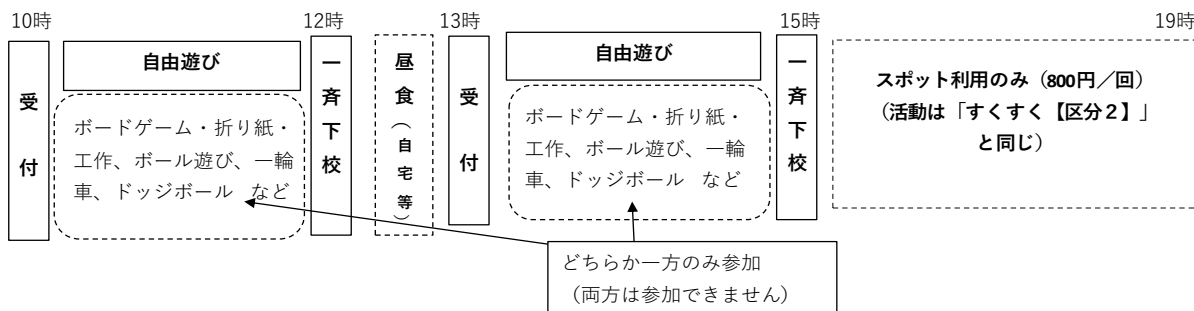 10時
12時
13時
15時
19時
受付
自由遊び
ボードゲーム・折り紙・
工作、ボール遊び、一輪
車、ドッジボール　など
一斉下校
昼食（自宅等）
受付
自由遊び
ボードゲーム・折り紙・
工作、ボール遊び、一輪
車、ドッジボール　など
一斉下校
スポット利用のみ（800円／回）
（活動は「すくすく【区分２】」
と同じ）
どちらか一方のみ参加
（両方は参加できません）